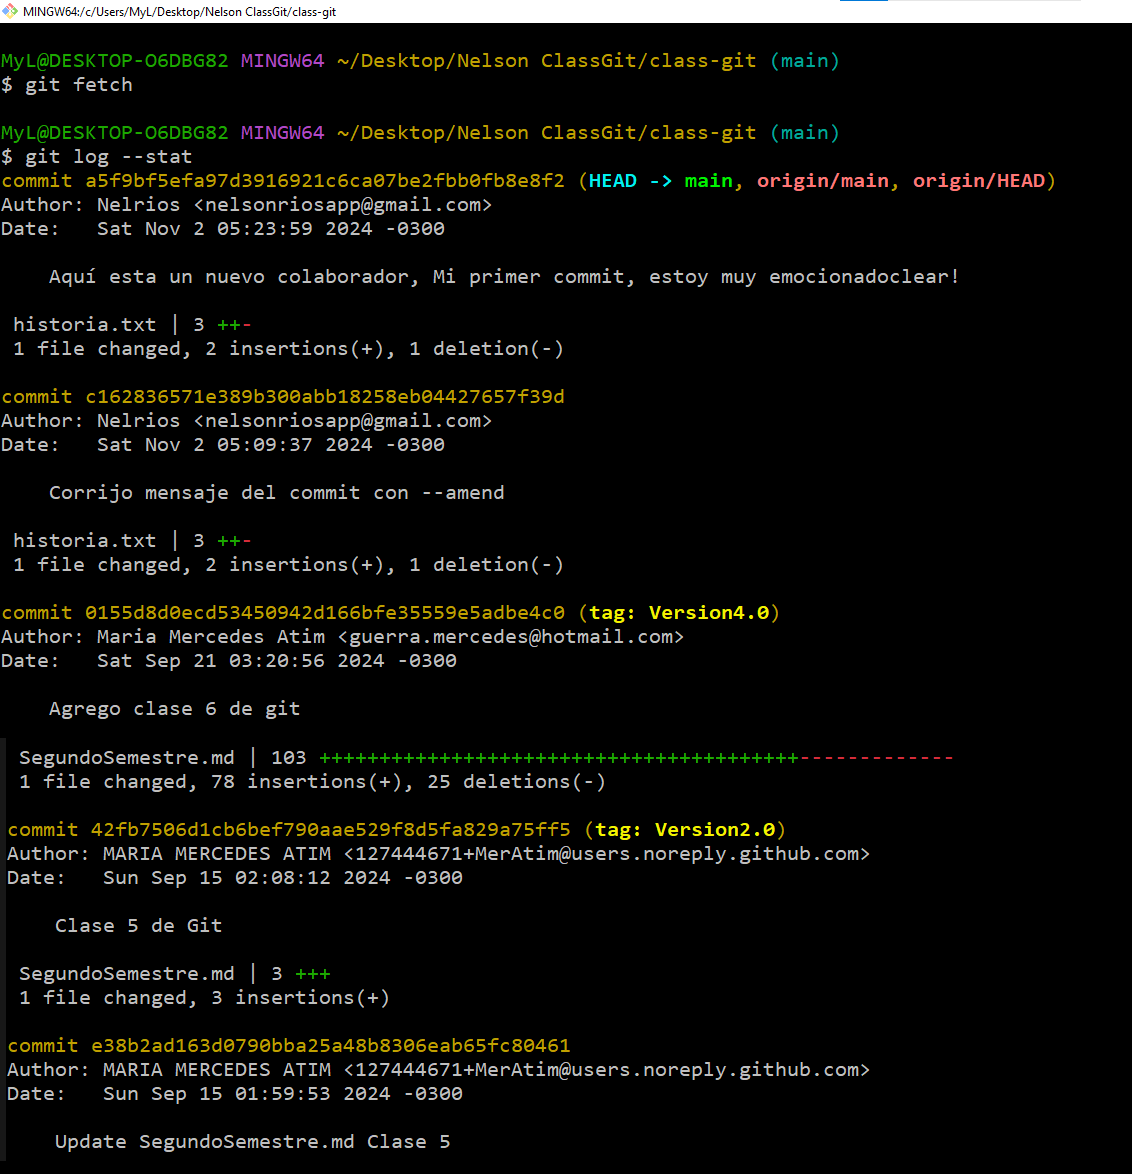 MINGW64:/c/Users/MyL/Desktop/Nelson ClassGit/class-git
MyL@DESKTOP-O6DBG82 MINGW64 ~/Desktop/Nelson ClassGit/class-git (main)
$ git fetch
MyL@DESKTOP-O6DBG82 MINGW64 ~/Desktop/Nelson ClassGit/class-git (main)
$ git log --stat
commit a5f9bf5efa97d3916921c6ca07be2fbb0fb8e8f2 (HEAD -> main, origin/main, origin/HEAD)
Author: Nelrios <nelsonriosapp@gmail.com>
Date:   Sat Nov 2 05:23:59 2024 -0300
Aquí esta un nuevo colaborador, Mi primer commit, estoy muy emocionadoclear!
historia.txt | 3 ++-
1 file changed, 2 insertions(+), 1 deletion(-)
commit c162836571e389b300abb18258eb04427657f39d
Author: Nelrios <nelsonriosapp@gmail.com>
Date:   Sat Nov 2 05:09:37 2024 -0300
Corrijo mensaje del commit con --amend
historia.txt | 3 ++-
1 file changed, 2 insertions(+), 1 deletion(-)
commit 0155d8d0ecd53450942d166bfe35559e5adbe4c0 (tag: Version4.0)
Author: Maria Mercedes Atim <guerra.mercedes@hotmail.com>
Date:   Sat Sep 21 03:20:56 2024 -0300
Agrego clase 6 de git
SegundoSemestre.md | 103 ++++++++++++++++++++++++++++++++++++++++-------------
1 file changed, 78 insertions(+), 25 deletions(-)
commit 42fb7506d1cb6bef790aae529f8d5fa829a75ff5 (tag: Version2.0)
Author: MARIA MERCEDES ATIM <127444671+MerAtim@users.noreply.github.com>
Date:   Sun Sep 15 02:08:12 2024 -0300
Clase 5 de Git
SegundoSemestre.md | 3 +++
1 file changed, 3 insertions(+)
commit e38b2ad163d0790bba25a48b8306eab65fc80461
Author: MARIA MERCEDES ATIM <127444671+MerAtim@users.noreply.github.com>
Date:   Sun Sep 15 01:59:53 2024 -0300
Update SegundoSemestre.md Clase 5